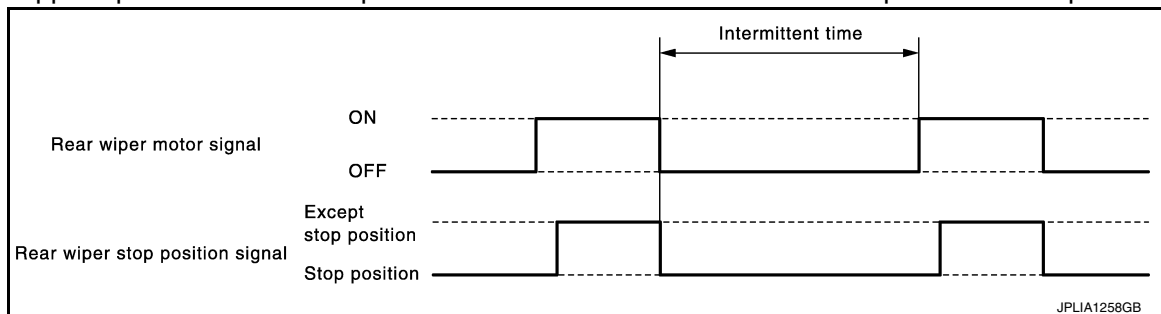 Intermittent time
ON
Rear wiper motor signal
OFF
Except
stop position
Rear wiper stop position signal
Stop position
JPLIA1258GB